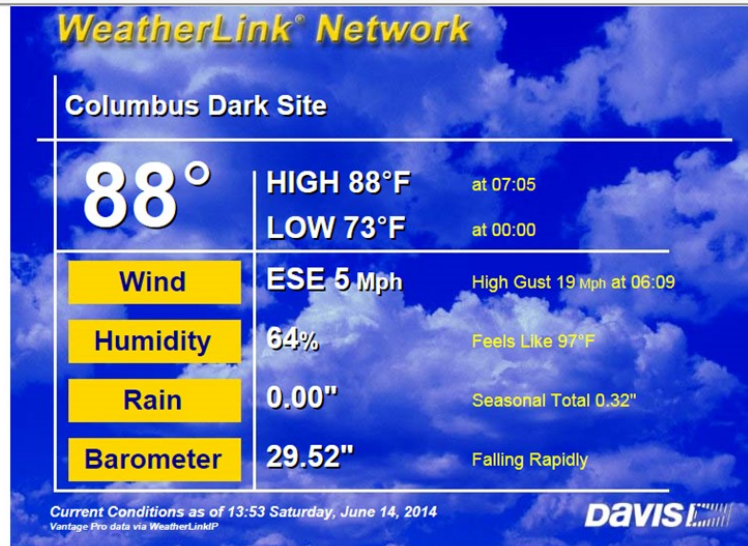 WeatherLink® Network
Columbus Dark Site
88°
HIGH 88°F at 07:05
LOW 73°F at 00:00
Wind ESE 5 Mph High Gust 19 Mph at 06:09
Humidity 64% Feels Like 97°F
Rain 0.00" Seasonal Total 0.32"
Barometer 29.52" Falling Rapidly
Current Conditions as of 13:53 Saturday, June 14, 2014
Vantage Pro data via WeatherLinkIP
DAVIS